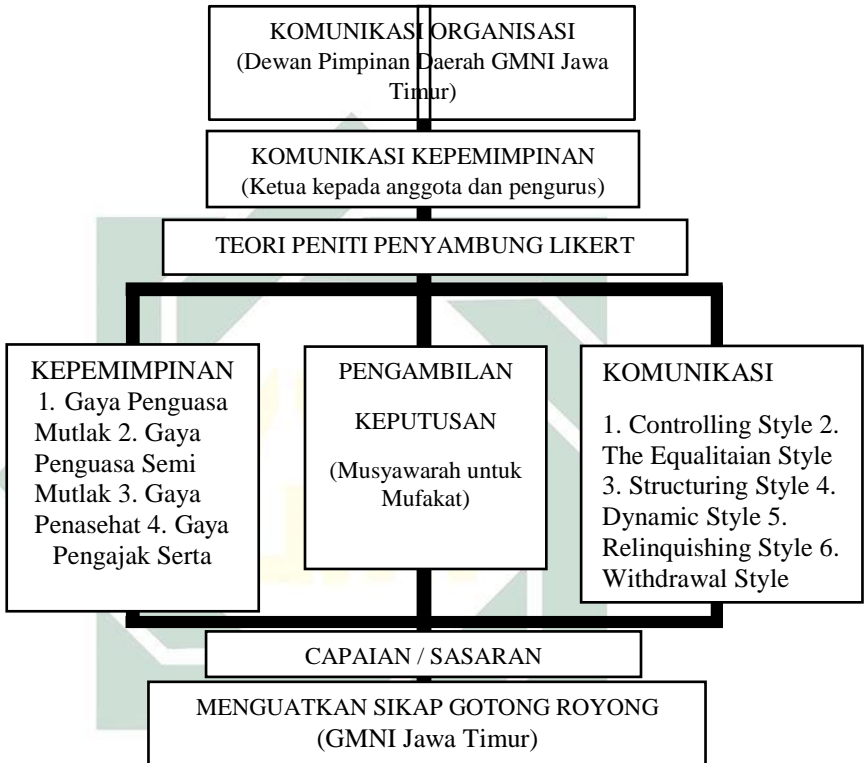 KOMUNIKASI ORGANISASI
(Dewan Pimpinan Daerah GMNI Jawa
Timur)
KOMUNIKASI KEPEMIMPINAN
(Ketua kepada anggota dan pengurus)
TEORI PENITI PENYAMBUNG LIKERT
KEPEMIMPINAN
1. Gaya Penguasa
Mutlak 2. Gaya
Penguasa Semi
Mutlak 3. Gaya
Penasehat 4. Gaya
Pengajak Serta
PENGAMBILAN
KEPUTUSAN
(Musyawarah untuk
Mufakat)
KOMUNIKASI
1. Controlling Style 2.
The Equalitaian Style
3. Structuring Style 4.
Dynamic Style 5.
Relinquishing Style 6.
Withdrawal Style
CAPAIAN / SASARAN
MENGUATKAN SIKAP GOTONG ROYONG
(GMNI Jawa Timur)